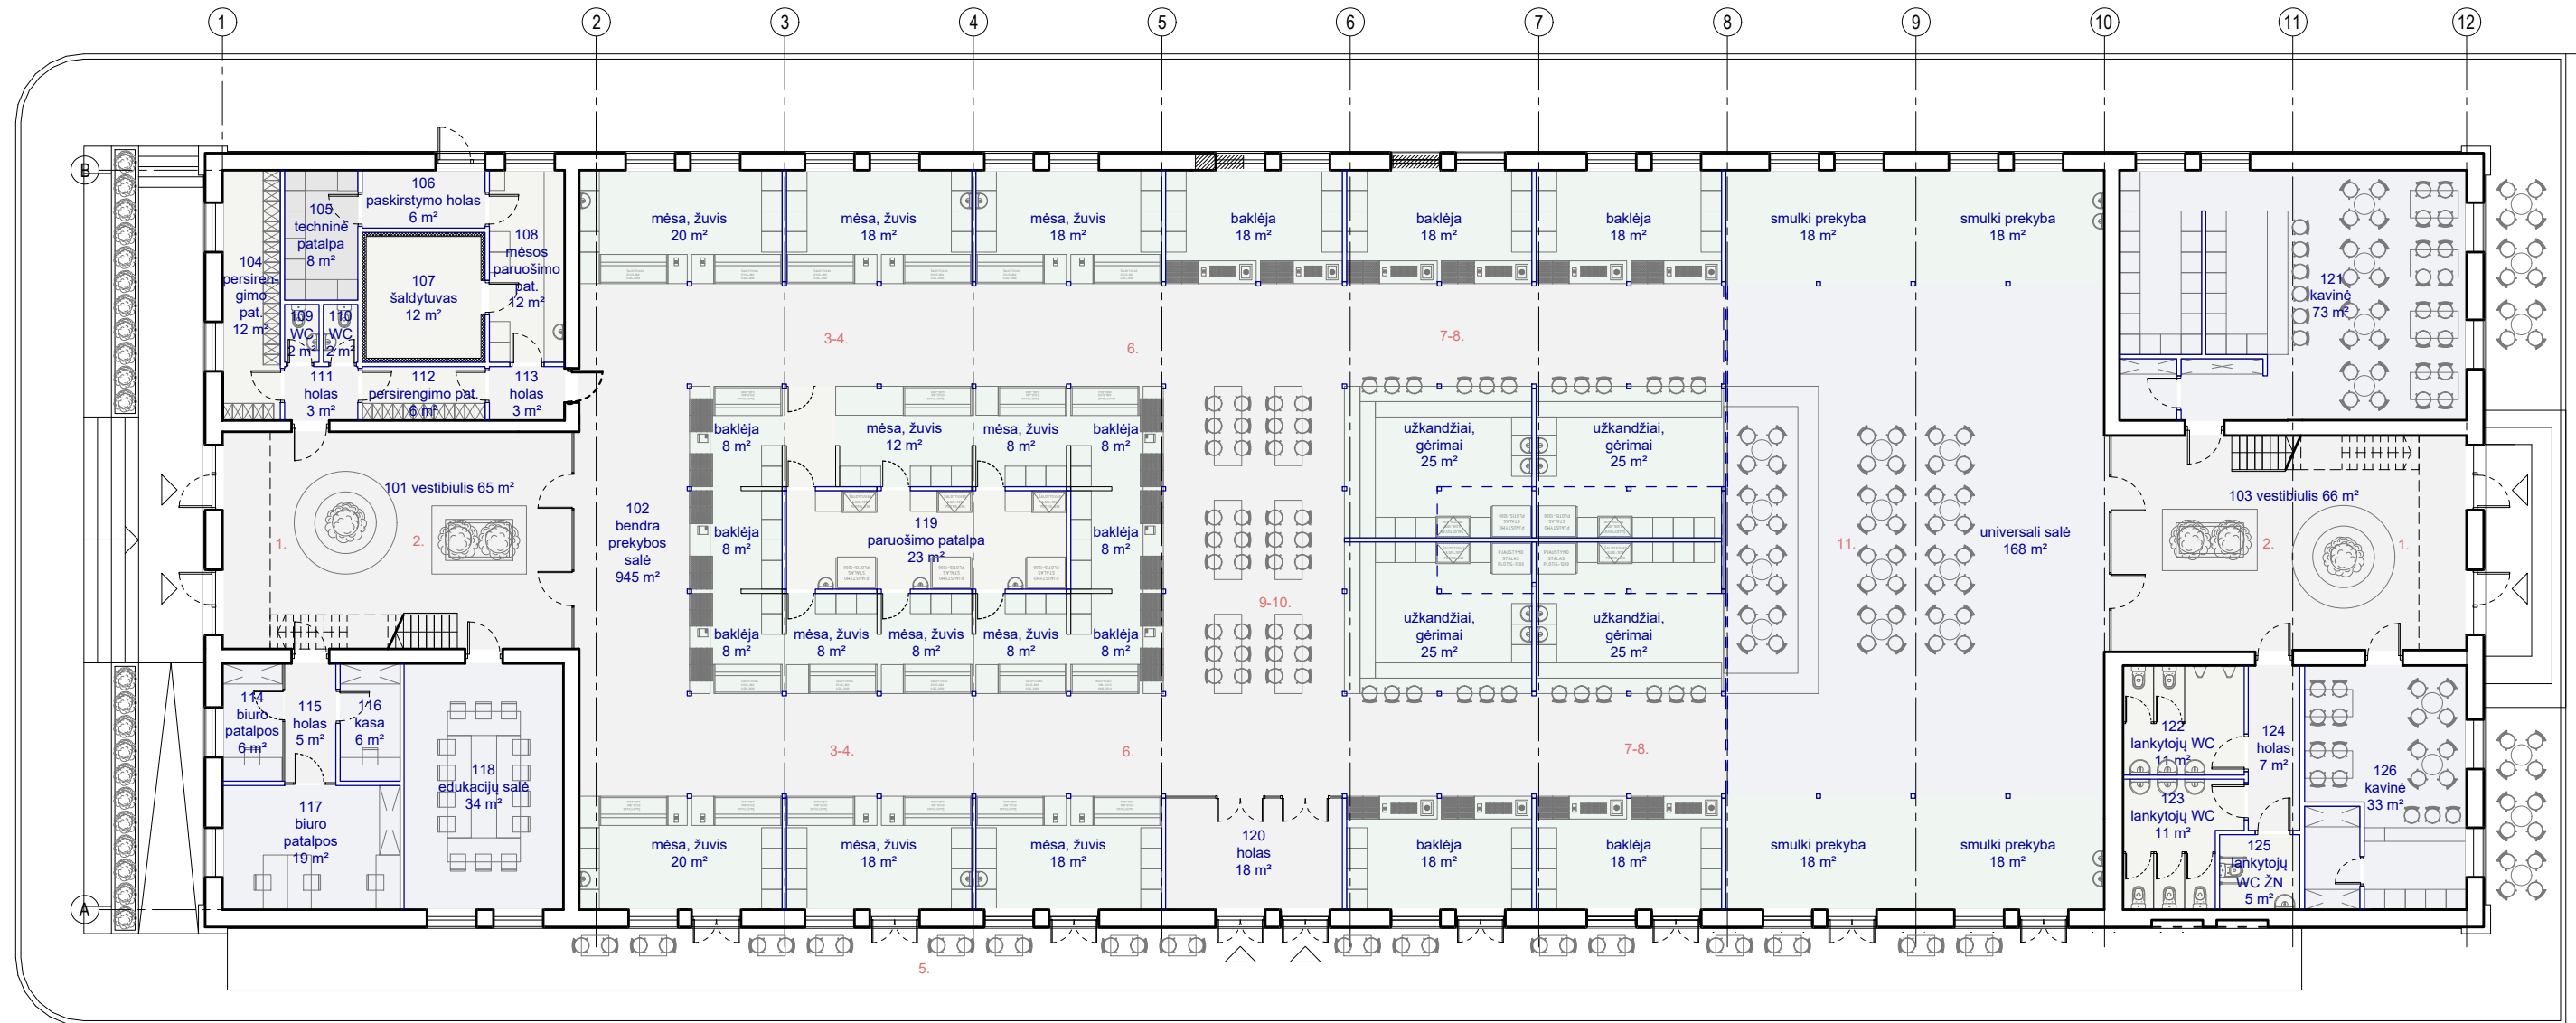 1 2 3 4 5 6 7 8 9 10 11 12
B
A
104
persiren-
gimo
pat.
12 m²
105
techninė
patalpa
8 m²
106
paskirstymo holas
6 m²
107
šaldytuvas
12 m²
108
mėsos
paruošimo
pat.
12 m²
109
WC
2 m²
110
WC
2 m²
111
holas
3 m²
112
persirengimo pat.
6 m²
113
holas
3 m²
mėsa, žuvis
20 m²
mėsa, žuvis
18 m²
mėsa, žuvis
18 m²
baklėja
18 m²
baklėja
18 m²
baklėja
18 m²
smulki prekyba
18 m²
smulki prekyba
18 m²
121
kavinė
73 m²
3-4.
6.
7-8.
101 vestibiulis 65 m²
1.
2.
102
bendra
prekybos
salė
945 m²
baklėja
8 m²
mėsa, žuvis
12 m²
mėsa, žuvis
8 m²
baklėja
8 m²
baklėja
8 m²
119
paruošimo patalpa
23 m²
baklėja
8 m²
baklėja
8 m²
mėsa, žuvis
8 m²
mėsa, žuvis
8 m²
mėsa, žuvis
8 m²
baklėja
8 m²
9-10.
užkandžiai,
gėrimai
25 m²
užkandžiai,
gėrimai
25 m²
užkandžiai,
gėrimai
25 m²
užkandžiai,
gėrimai
25 m²
11.
universali salė
168 m²
103 vestibiulis 66 m²
2.
1.
114
biuro
patalpos
6 m²
115
holas
5 m²
116
kasa
6 m²
117
biuro
patalpos
19 m²
118
edukacijų salė
34 m²
3-4.
6.
7-8.
mėsa, žuvis
20 m²
mėsa, žuvis
18 m²
mėsa, žuvis
18 m²
120
holas
18 m²
baklėja
18 m²
baklėja
18 m²
smulki prekyba
18 m²
smulki prekyba
18 m²
122
lankytojų WC
11 m²
123
lankytojų WC
11 m²
124
holas
7 m²
125
lankytojų
WC ŽN
5 m²
126
kavinė
33 m²
5.